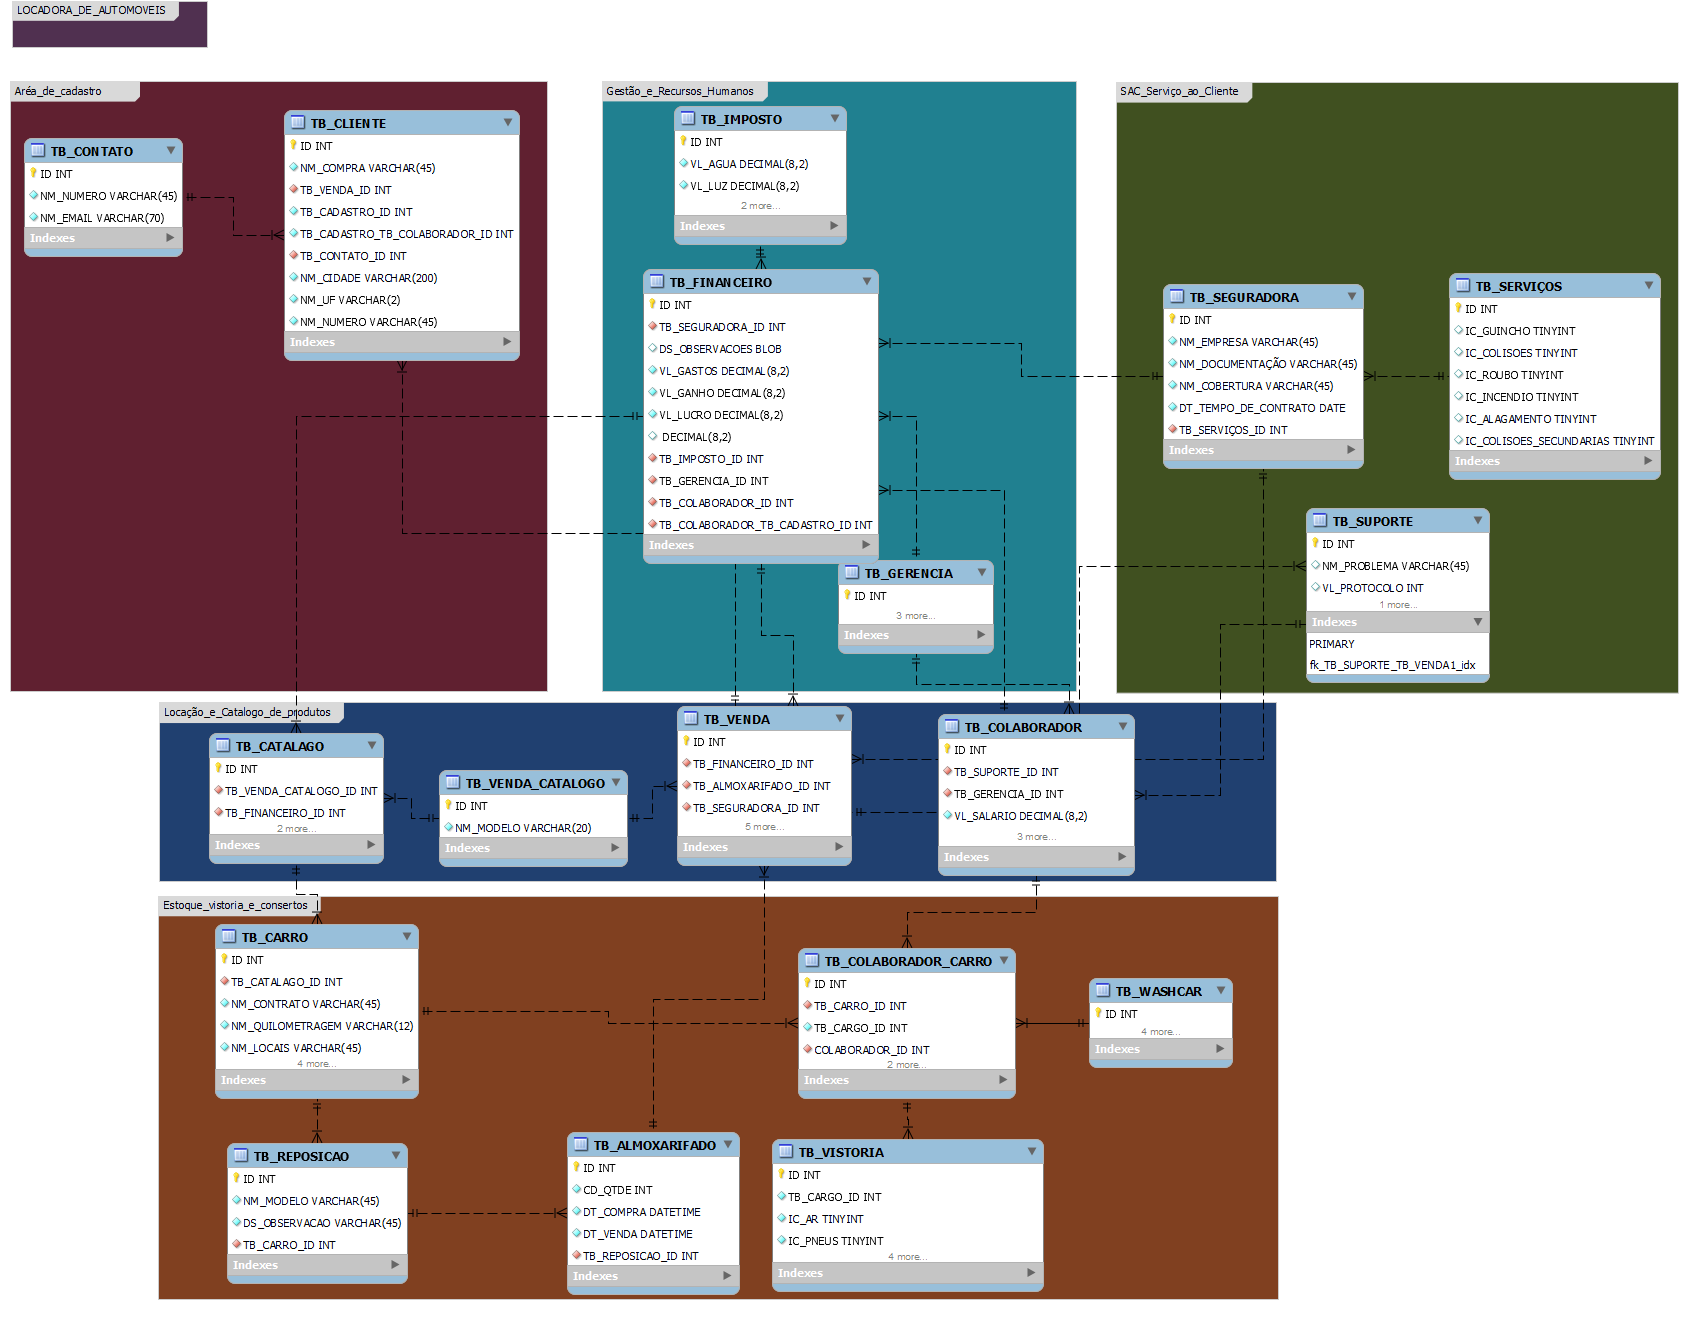 LOCADORA_DE_AUTOMOVEIS
Aréa_de_cadastro
TB_CONTATO
ID INT
NM_NUMERO VARCHAR(45)
NM_EMAIL VARCHAR(70)
Indexes
TB_CLIENTE
ID INT
NM_COMPRA VARCHAR(45)
TB_VENDA_ID INT
TB_CADASTRO_ID INT
TB_CADASTRO_TB_COLABORADOR_ID INT
TB_CONTATO_ID INT
NM_CIDADE VARCHAR(200)
NM_UF VARCHAR(2)
NM_NUMERO VARCHAR(45)
Indexes
Gestão_e_Recursos_Humanos
TB_IMPOSTO
ID INT
VL_AGUA DECIMAL(8,2)
VL_LUZ DECIMAL(8,2)
2 more...
Indexes
TB_FINANCEIRO
ID INT
TB_SEGURADORA_ID INT
DS_OBSERVACOES BLOB
VL_GASTOS DECIMAL(8,2)
VL_GANHO DECIMAL(8,2)
VL_LUCRO DECIMAL(8,2)
DECIMAL(8,2)
TB_IMPOSTO_ID INT
TB_GERENCIA_ID INT
TB_COLABORADOR_ID INT
TB_COLABORADOR_TB_CADASTRO_ID INT
Indexes
TB_GERENCIA
ID INT
3 more...
Indexes
SAC_Serviço_ao_Cliente
TB_SEGURADORA
ID INT
NM_EMPRESA VARCHAR(45)
NM_DOCUMENTAÇÃO VARCHAR(45)
NM_COBERTURA VARCHAR(45)
DT_TEMPO_DE_CONTRATO DATE
TB_SERVIÇOS_ID INT
Indexes
TB_SERVIÇOS
ID INT
IC_GUINCHO TINYINT
IC_COLISOES TINYINT
IC_ROUBO TINYINT
IC_INCENDIO TINYINT
IC_ALAGAMENTO TINYINT
IC_COLISOES_SECUNDARIAS TINYINT
Indexes
TB_SUPORTE
ID INT
NM_PROBLEMA VARCHAR(45)
VL_PROTOCOLO INT
1 more...
Indexes
PRIMARY
fk_TB_SUPORTE_TB_VENDA1_idx
Locação_e_Catalogo_de_produtos
TB_CATALAGO
ID INT
TB_VENDA_CATALOGO_ID INT
TB_FINANCEIRO_ID INT
2 more...
Indexes
TB_VENDA_CATALOGO
ID INT
NM_MODELO VARCHAR(20)
Indexes
TB_VENDA
ID INT
TB_FINANCEIRO_ID INT
TB_ALMOXARIFADO_ID INT
TB_SEGURADORA_ID INT
5 more...
Indexes
TB_COLABORADOR
ID INT
TB_SUPORTE_ID INT
TB_GERENCIA_ID INT
VL_SALARIO DECIMAL(8,2)
3 more...
Indexes
Estoque_vistoria_e_consertos
TB_CARRO
ID INT
TB_CATALAGO_ID INT
NM_CONTRATO VARCHAR(45)
NM_QUILOMETRAGEM VARCHAR(12)
NM_LOCAIS VARCHAR(45)
4 more...
Indexes
TB_COLABORADOR_CARRO
ID INT
TB_CARRO_ID INT
TB_CARGO_ID INT
COLABORADOR_ID INT
2 more...
Indexes
TB_WASHCAR
ID INT
4 more...
Indexes
TB_REPOSICAO
ID INT
NM_MODELO VARCHAR(45)
DS_OBSERVACAO VARCHAR(45)
TB_CARRO_ID INT
Indexes
TB_ALMOXARIFADO
ID INT
CD_QTDE INT
DT_COMPRA DATETIME
DT_VENDA DATETIME
TB_REPOSICAO_ID INT
Indexes
TB_VISTORIA
ID INT
TB_CARGO_ID INT
IC_AR TINYINT
IC_PNEUS TINYINT
4 more...
Indexes